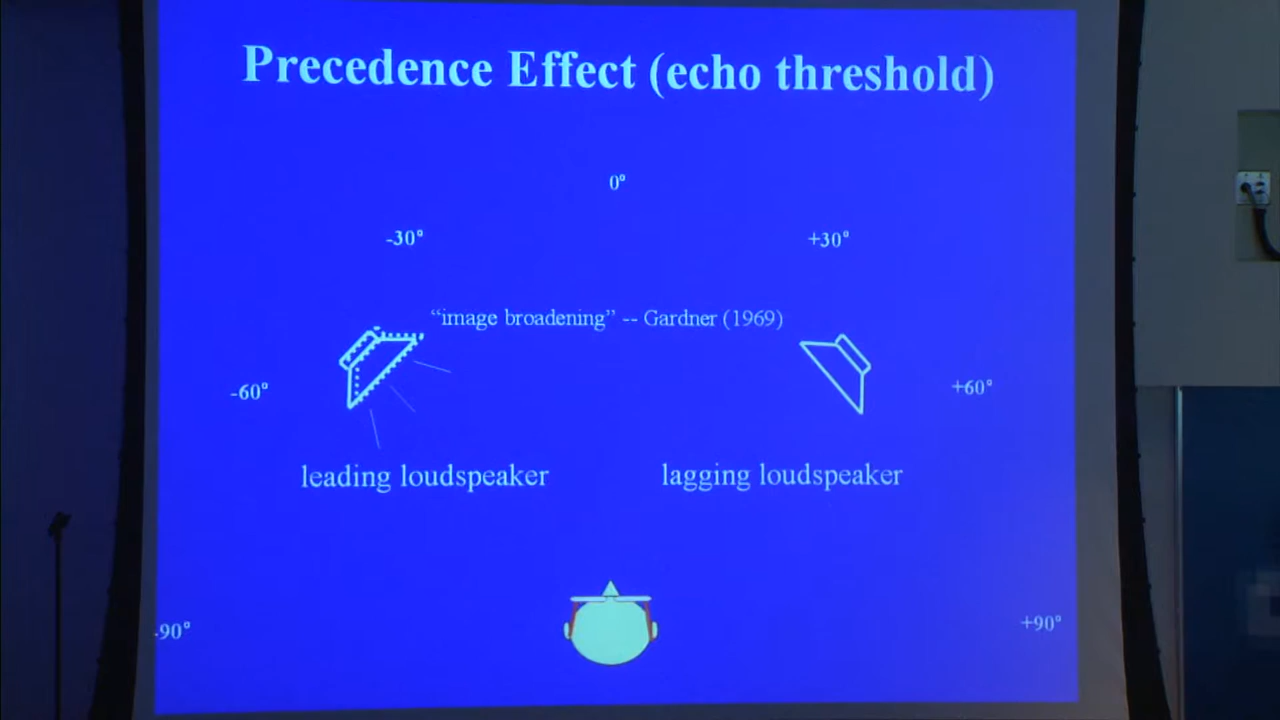 Precedence Effect (echo threshold)
0°
-30°
+30°
“image broadening” -- Gardner (1969)
-60°
+60°
leading loudspeaker
lagging loudspeaker
-90°
+90°